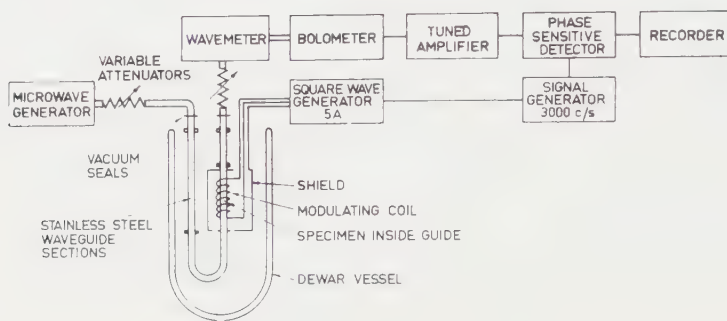 WAVEMETER
BOLOMETER
TUNED
AMPLIFIER
PHASE
SENSITIVE
DETECTOR
RECORDER
VARIABLE
ATTENUATORS
MICROWAVE
GENERATOR
SQUARE WAVE
GENERATOR
5A
SIGNAL
GENERATOR
3000 c/s
VACUUM
SEALS
SHIELD
MODULATING COIL
SPECIMEN INSIDE GUIDE
STAINLESS STEEL
WAVEGUIDE
SECTIONS
DEWAR VESSEL